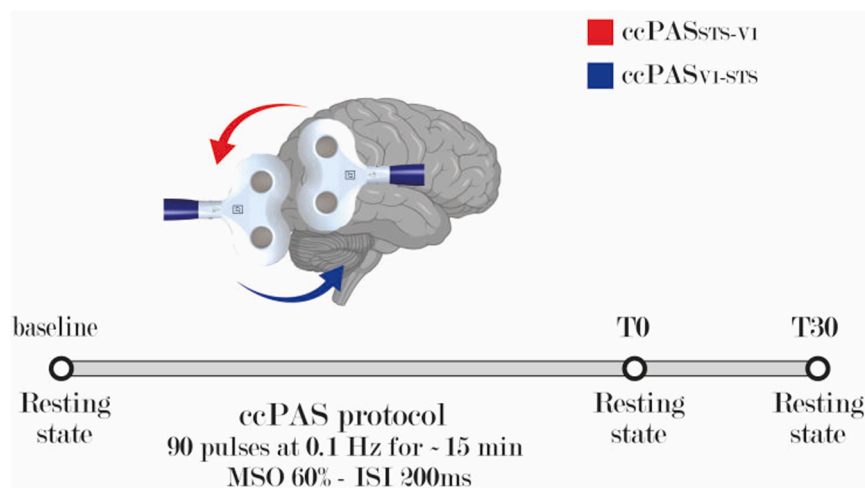 ccPASSTS-V1
ccPASV1-STS
baseline
T0
T30
Resting
state
ccPAS protocol
90 pulses at 0.1 Hz for ~ 15 min
MSO 60% - ISI 200ms
Resting
state
Resting
state